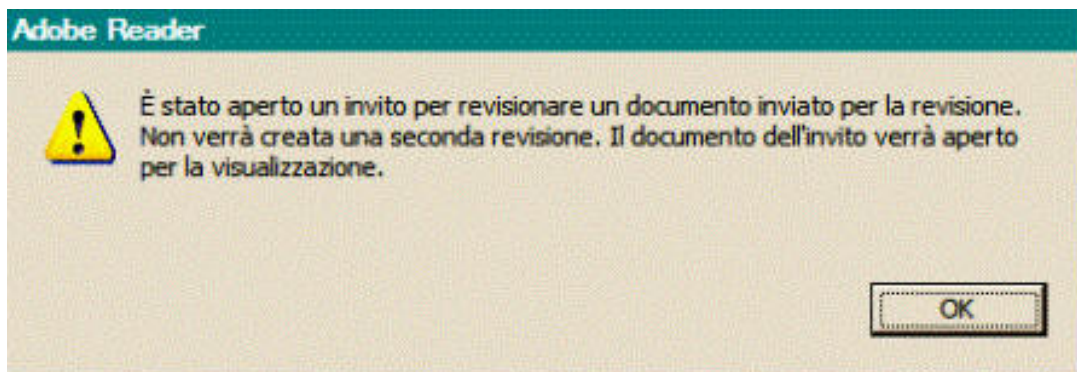 Adobe Reader
È stato aperto un invito per revisionare un documento inviato per la revisione.
Non verrà creata una seconda revisione. Il documento dell'invito verrà aperto
per la visualizzazione.
OK